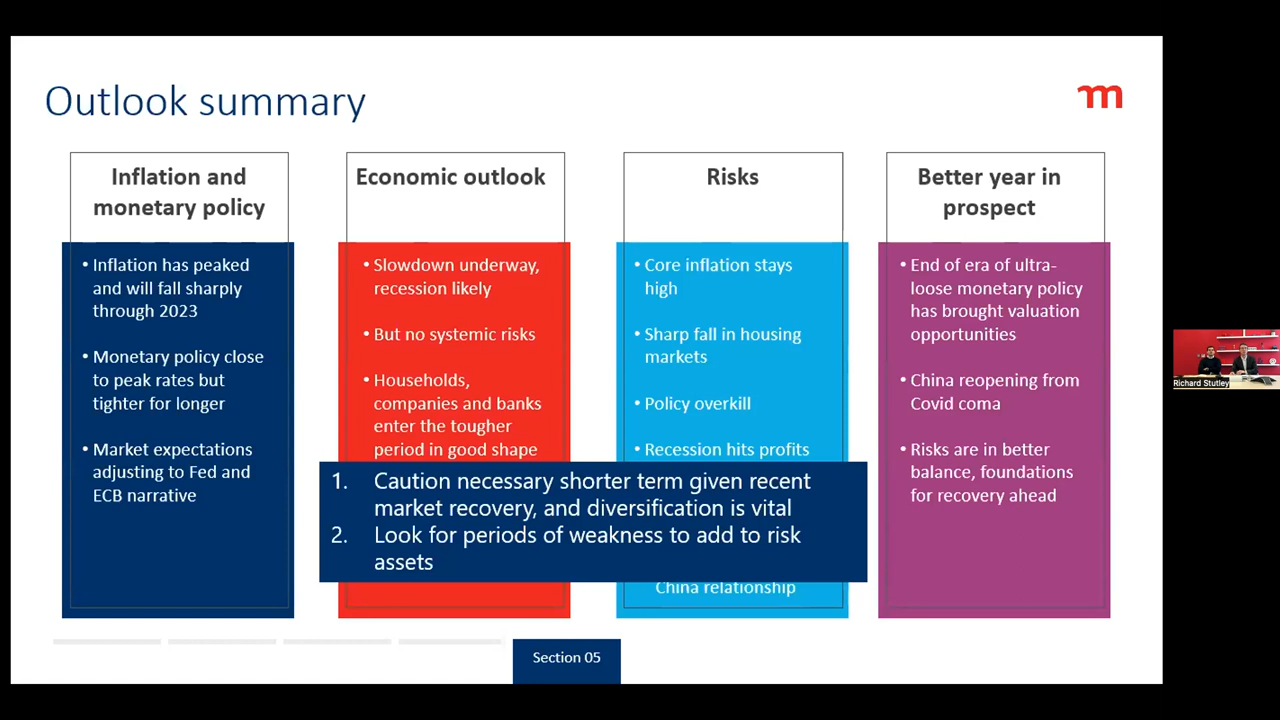 Outlook summary
m
Inflation and
monetary policy
• Inflation has peaked
and will fall sharply
through 2023
• Monetary policy close
to peak rates but
tighter for longer
• Market expectations
adjusting to Fed and
ECB narrative
Economic outlook
• Slowdown underway,
recession likely
• But no systemic risks
• Households,
companies and banks
enter the tougher
period in good shape
Risks
• Core inflation stays
high
• Sharp fall in housing
markets
• Policy overkill
• Recession hits profits
China relationship
Better year in
prospect
• End of era of ultra-
loose monetary policy
has brought valuation
opportunities
• China reopening from
Covid coma
• Risks are in better
balance, foundations
for recovery ahead
1. Caution necessary shorter term given recent
market recovery, and diversification is vital
2. Look for periods of weakness to add to risk
assets
Section 05
Richard Stutley